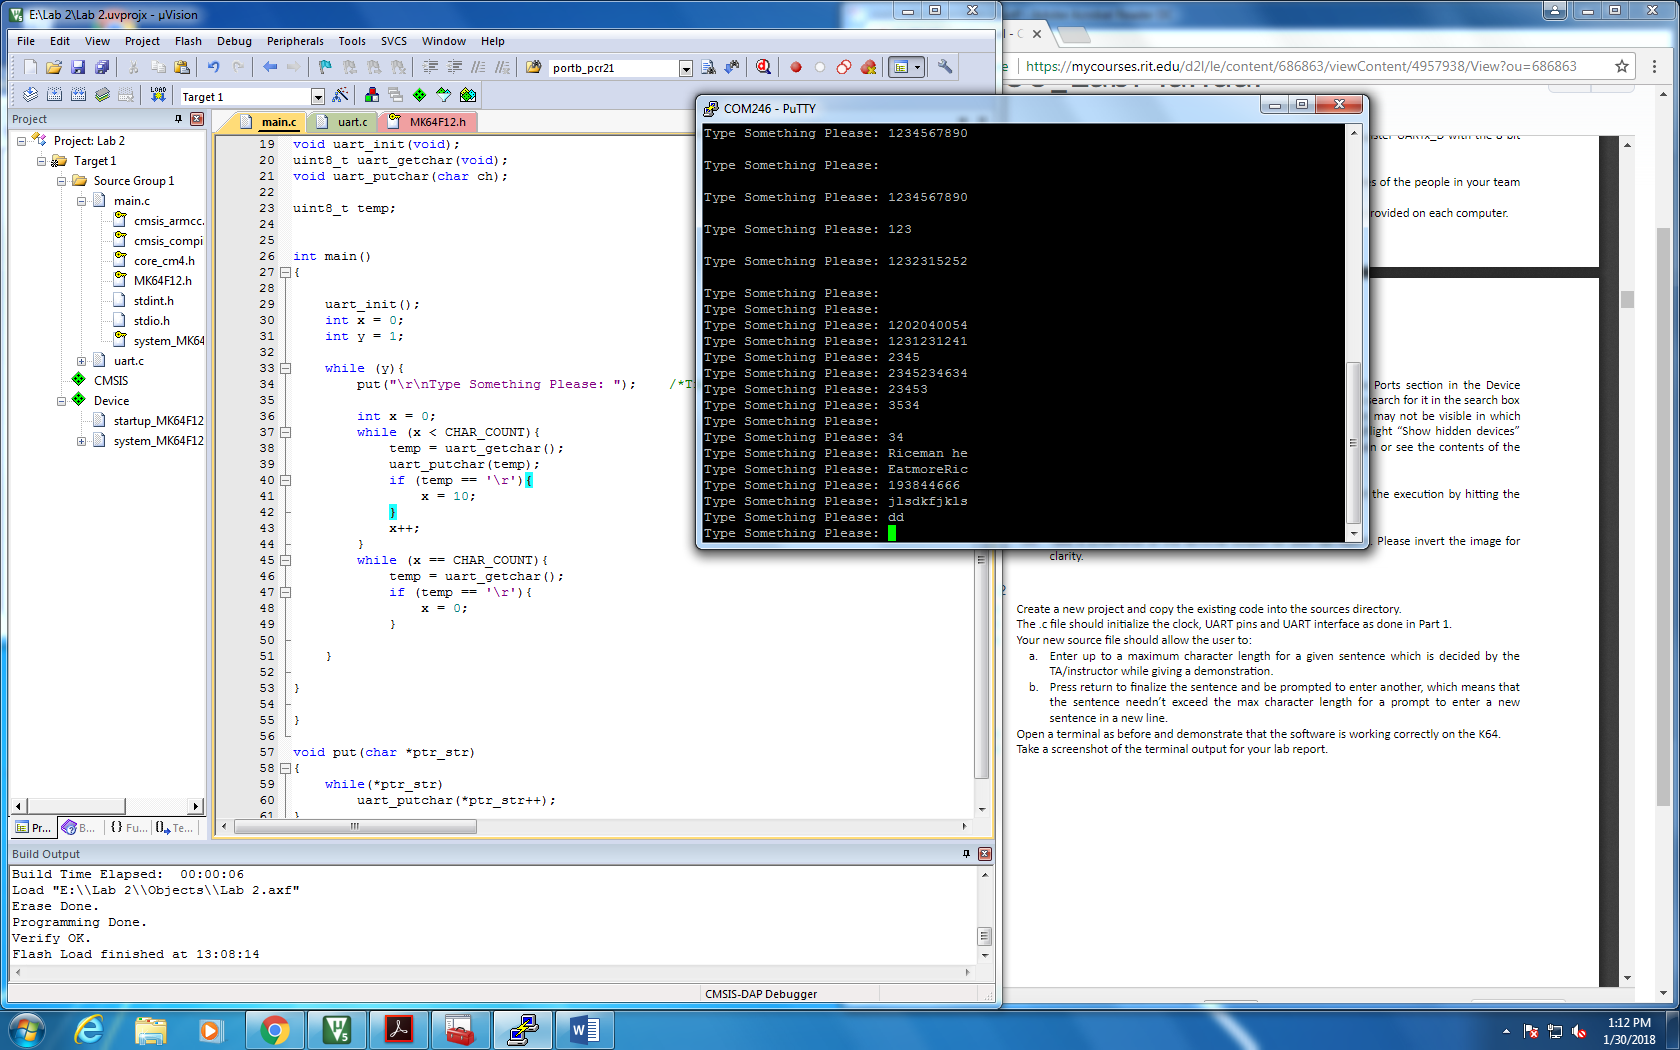 E:\Lab 2\Lab 2.uvprojx - µVision
File Edit View Project Flash Debug Peripherals Tools SVCS Window Help
portb_pcr21
LOAD
Target 1
Project
Project: Lab 2
Target 1
Source Group 1
main.c
cmsis_armcc.
cmsis_compi
core_cm4.h
MK64F12.h
stdint.h
stdio.h
system_MK64
uart.c
CMSIS
Device
startup_MK64F12
system_MK64F12
Pr... B... {} Fu... Te...
main.c uart.c MK64F12.h
19 void uart_init(void);
20 uint8_t uart_getchar(void);
21 void uart_putchar(char ch);
22
23 uint8_t temp;
24
25
26 int main()
27 {
28
29 uart_init();
30 int x = 0;
31 int y = 1;
32
33 while (y){
34 put("\r\nType Something Please: "); /*T
35
36 int x = 0;
37 while (x < CHAR_COUNT){
38 temp = uart_getchar();
39 uart_putchar(temp);
40 if (temp == '\r'){
41 x = 10;
42 }
43 x++;
44 }
45 while (x == CHAR_COUNT){
46 temp = uart_getchar();
47 if (temp == '\r'){
48 x = 0;
49 }
50
51 }
52
53 }
54
55 }
56
57 void put(char *ptr_str)
58 {
59 while(*ptr_str)
60 uart_putchar(*ptr_str++);
61 }
Build Output
Build Time Elapsed: 00:00:06
Load "E:\\Lab 2\\Objects\\Lab 2.axf"
Erase Done.
Programming Done.
Verify OK.
Flash Load finished at 13:08:14
CMSIS-DAP Debugger
COM246 - PuTTY
Type Something Please: 1234567890
Type Something Please:
Type Something Please: 1234567890
Type Something Please: 123
Type Something Please: 1232315252
Type Something Please:
Type Something Please:
Type Something Please: 1202040054
Type Something Please: 1231231241
Type Something Please: 2345
Type Something Please: 2345234634
Type Something Please: 23453
Type Something Please: 3534
Type Something Please:
Type Something Please: 34
Type Something Please: Riceman he
Type Something Please: EatmoreRic
Type Something Please: 193844666
Type Something Please: jlsdkfjkls
Type Something Please: dd
Type Something Please:
https://mycourses.rit.edu/d2l/le/content/686863/viewContent/4957938/View?ou=686863
s of the people in your team
rovided on each computer.
Ports section in the Device
earch for it in the search box
may not be visible in which
ight “Show hidden devices”
n or see the contents of the
the execution by hitting the
. Please invert the image for
clarity.
Create a new project and copy the existing code into the sources directory.
The .c file should initialize the clock, UART pins and UART interface as done in Part 1.
Your new source file should allow the user to:
a. Enter up to a maximum character length for a given sentence which is decided by the
TA/instructor while giving a demonstration.
b. Press return to finalize the sentence and be prompted to enter another, which means that
the sentence needn’t exceed the max character length for a prompt to enter a new
sentence in a new line.
Open a terminal as before and demonstrate that the software is working correctly on the K64.
Take a screenshot of the terminal output for your lab report.
1:12 PM
1/30/2018